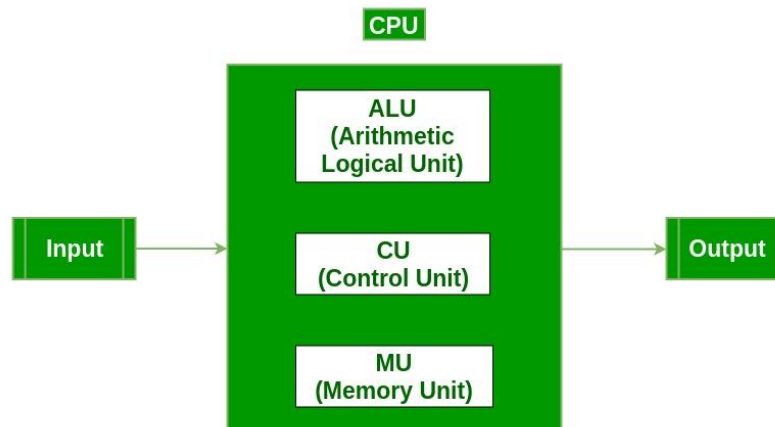 CPU
ALU
(Arithmetic
Logical Unit)
Input
CU
(Control Unit)
Output
MU
(Memory Unit)